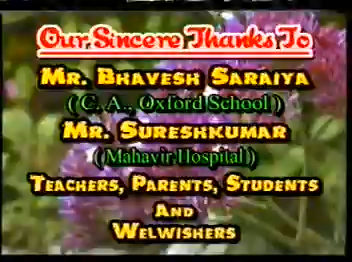 Our Sincere Thanks To
Mr. Bhavesh Saraiya
(C. A., Oxford School)
Mr. Sureshkumar
(Mahavir Hospital)
Teachers, Parents, Students
And
Welwishers